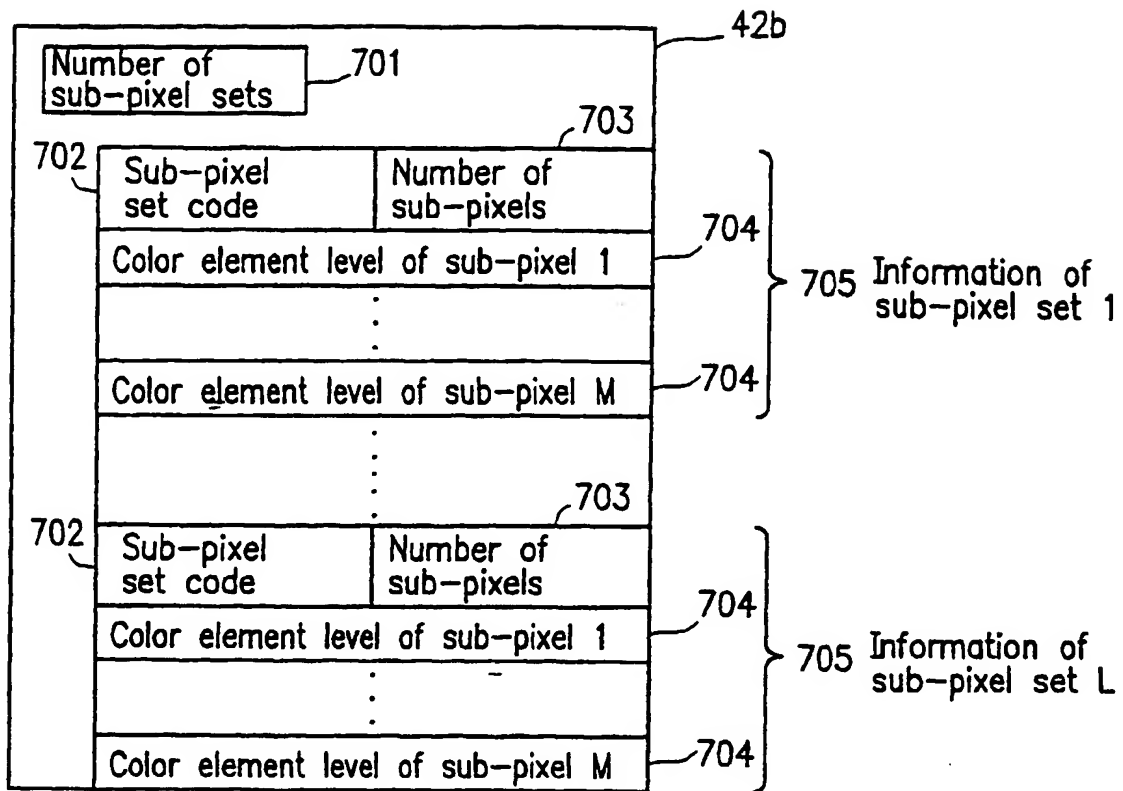 42b
Number of
sub-pixel sets
701
703
702
Sub-pixel
set code
Number of
sub-pixels
Color element level of sub-pixel 1
704
705 Information of
sub-pixel set 1
Color element level of sub-pixel M
704
703
702
Sub-pixel
set code
Number of
sub-pixels
Color element level of sub-pixel 1
704
705 Information of
sub-pixel set L
Color element level of sub-pixel M
704